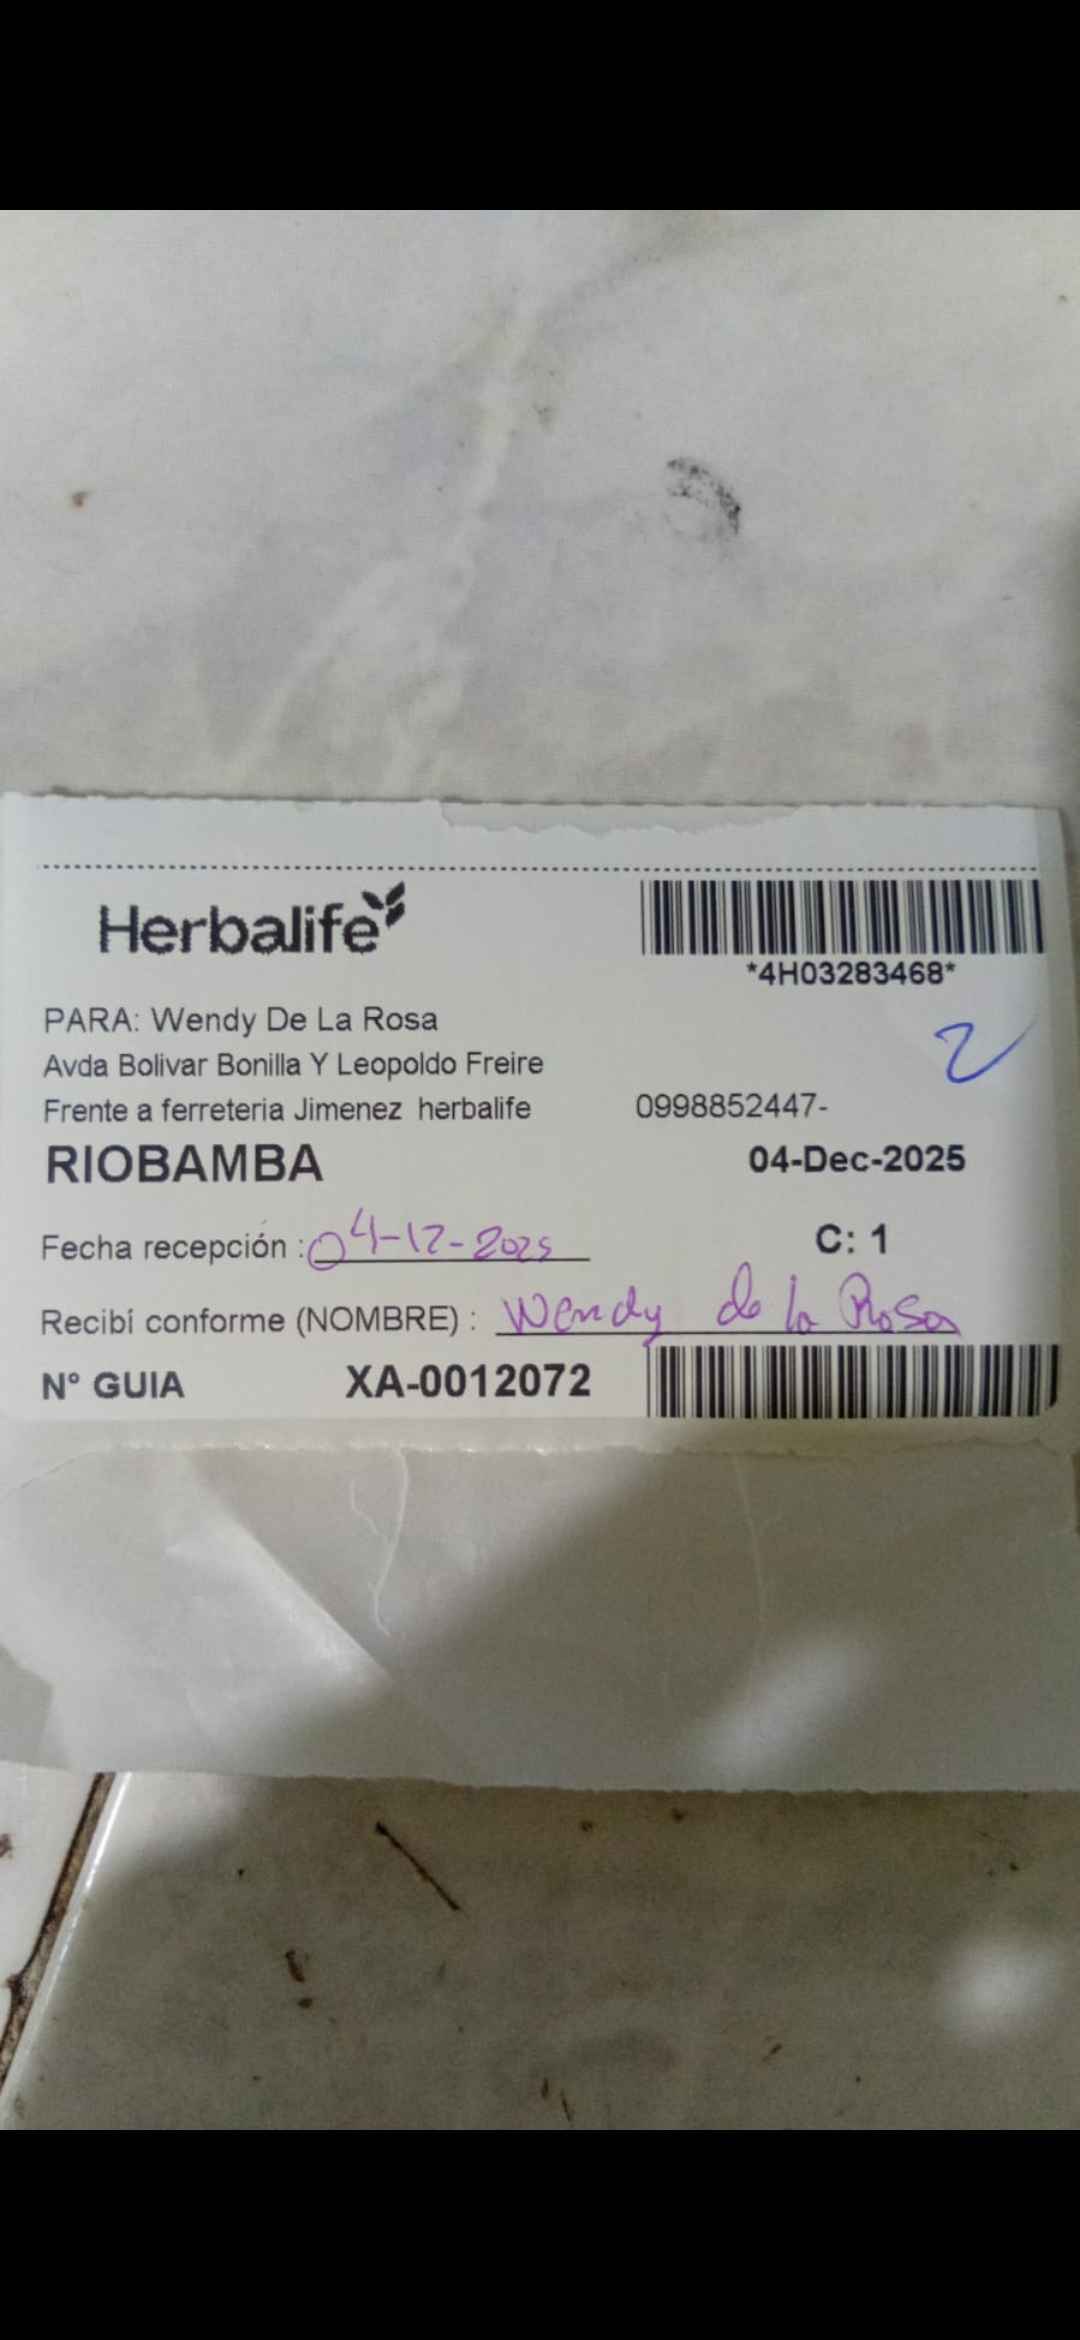 Herbalife
*4H03283468*
PARA: Wendy De La Rosa
2
Avda Bolivar Bonilla Y Leopoldo Freire
Frente a ferreteria Jimenez herbalife 0998852447-
RIOBAMBA 04-Dec-2025
C: 1
Fecha recepción : 04-12-2025
Recibí conforme (NOMBRE) : Wendy de la Rosa
N° GUIA XA-0012072